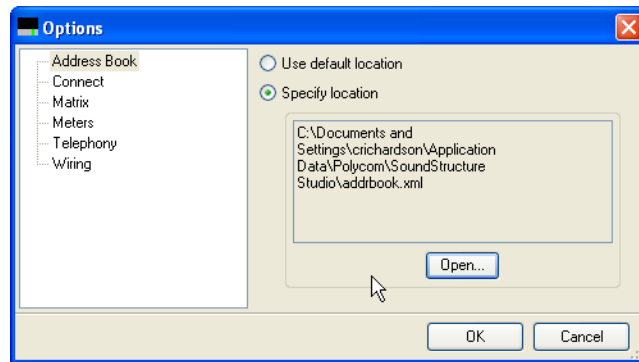 Options
Address Book
Connect
Matrix
Meters
Telephony
Wiring
Use default location
Specify location
C:\Documents and
Settings\crichardson\Application
Data\Polycom\SoundStructure
Studio\addrbook.xml
Open...
OK
Cancel